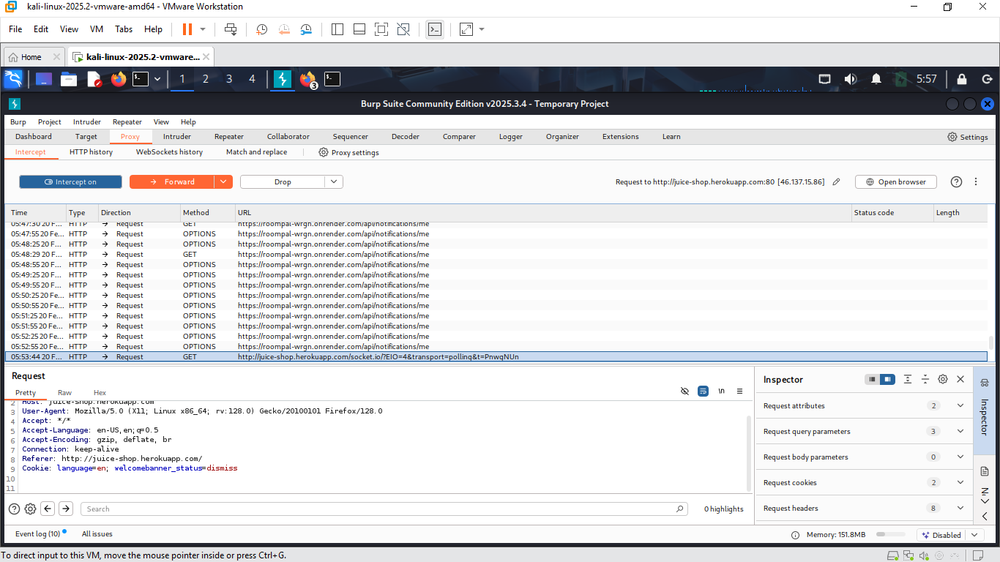 kali-linux-2025.2-vmware-amd64 - VMware Workstation
File Edit View VM Tabs Help
Home kali-linux-2025.2-vmware...
1 2 3 4 3 5:57
Burp Suite Community Edition v2025.3.4 - Temporary Project
Burp Project Intruder Repeater View Help
Dashboard Target Proxy Intruder Repeater Collaborator Sequencer Decoder Comparer Logger Organizer Extensions Learn Settings
Intercept HTTP history WebSockets history Match and replace Proxy settings
Intercept on Forward Drop Request to http://juice-shop.herokuapp.com:80 [46.137.15.86] Open browser
Time Type Direction Method URL Status code Length
05:47:30 20 Fe... HTTP → Request GET https://roompal-wrgn.onrender.com/api/notifications/me
05:47:55 20 Fe... HTTP → Request OPTIONS https://roompal-wrgn.onrender.com/api/notifications/me
05:48:25 20 Fe... HTTP → Request OPTIONS https://roompal-wrgn.onrender.com/api/notifications/me
05:48:29 20 F... HTTP → Request GET https://roompal-wrgn.onrender.com/api/notifications/me
05:48:55 20 Fe... HTTP → Request OPTIONS https://roompal-wrgn.onrender.com/api/notifications/me
05:49:25 20 Fe... HTTP → Request OPTIONS https://roompal-wrgn.onrender.com/api/notifications/me
05:49:55 20 Fe... HTTP → Request OPTIONS https://roompal-wrgn.onrender.com/api/notifications/me
05:50:25 20 Fe... HTTP → Request OPTIONS https://roompal-wrgn.onrender.com/api/notifications/me
05:50:55 20 Fe... HTTP → Request OPTIONS https://roompal-wrgn.onrender.com/api/notifications/me
05:51:25 20 Fe... HTTP → Request OPTIONS https://roompal-wrgn.onrender.com/api/notifications/me
05:51:55 20 Fe... HTTP → Request OPTIONS https://roompal-wrgn.onrender.com/api/notifications/me
05:52:25 20 Fe... HTTP → Request OPTIONS https://roompal-wrgn.onrender.com/api/notifications/me
05:52:55 20 Fe... HTTP → Request OPTIONS https://roompal-wrgn.onrender.com/api/notifications/me
05:53:44 20 F... HTTP → Request GET http://juice-shop.herokuapp.com/socket.io/?EIO=4&transport=polling&t=PnwqNUn
Request
Pretty Raw Hex \n
2 Host: juice-shop.herokuapp.com
3 User-Agent: Mozilla/5.0 (X11; Linux x86_64; rv:128.0) Gecko/20100101 Firefox/128.0
4 Accept: */*
5 Accept-Language: en-US,en;q=0.5
6 Accept-Encoding: gzip, deflate, br
7 Connection: keep-alive
8 Referer: http://juice-shop.herokuapp.com/
9 Cookie: language=en; welcomebanner_status=dismiss
10
11
Search 0 highlights
Inspector
Request attributes 2
Request query parameters 3
Request body parameters 0
Request cookies 2
Request headers 8
Inspector
Event log (10) All issues Memory: 151.8MB Disabled
To direct input to this VM, move the mouse pointer inside or press Ctrl+G.